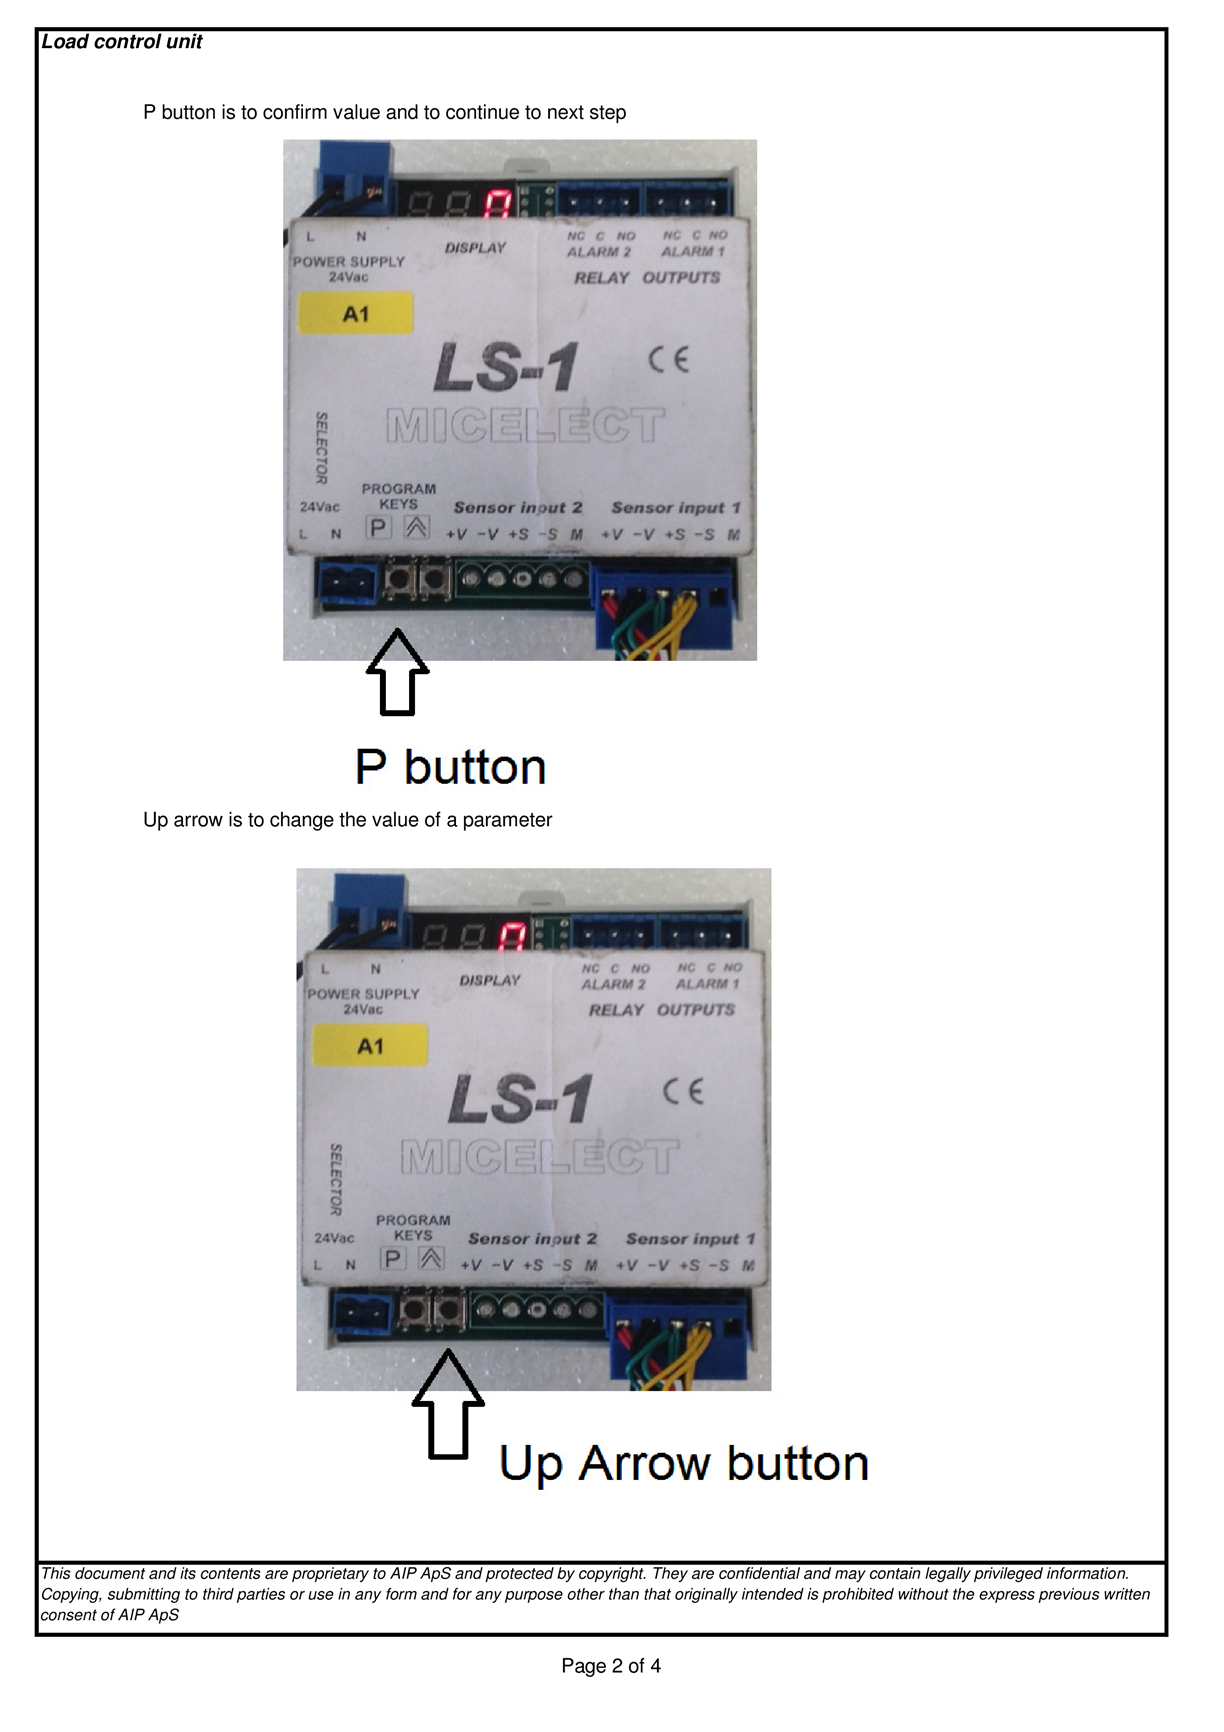 Load control unit
P button is to confirm value and to continue to next step
L N
DISPLAY
NC C NO NC C NO
ALARM 2 ALARM 1
POWER SUPPLY
24Vac
RELAY OUTPUTS
A1
LS-1
CE
MICELECT
SELECTOR
PROGRAM
KEYS
24Vac
Sensor input 2 Sensor input 1
L N P +V -V +S -S M +V -V +S -S M
P button
Up arrow is to change the value of a parameter
L N
DISPLAY
NC C NO NC C NO
ALARM 2 ALARM 1
POWER SUPPLY
24Vac
RELAY OUTPUTS
A1
LS-1
CE
MICELECT
SELECTOR
PROGRAM
KEYS
24Vac
Sensor input 2 Sensor input 1
L N P +V -V +S -S M +V -V +S -S M
Up Arrow button
This document and its contents are proprietary to AIP ApS and protected by copyright. They are confidential and may contain legally privileged information.
Copying, submitting to third parties or use in any form and for any purpose other than that originally intended is prohibited without the express previous written
consent of AIP ApS
Page 2 of 4